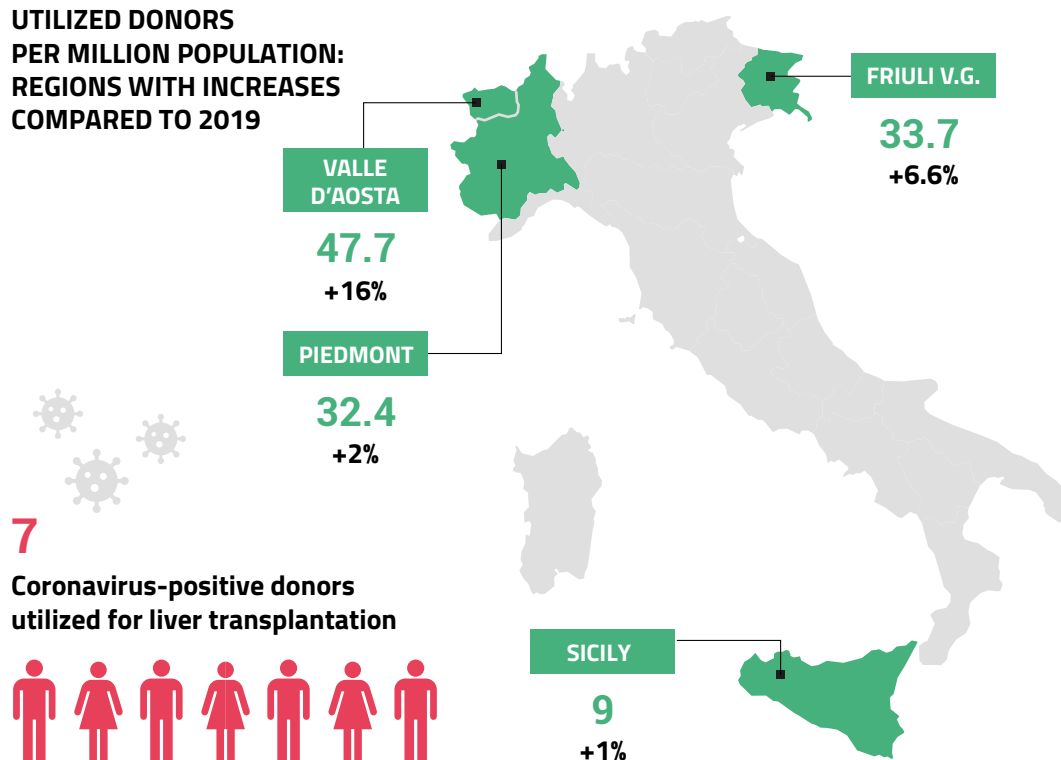 UTILIZED DONORS
PER MILLION POPULATION:
REGIONS WITH INCREASES
COMPARED TO 2019
FRIULI V.G.
33.7
+6.6%
VALLE
D’AOSTA
47.7
+16%
PIEDMONT
32.4
+2%
7
Coronavirus-positive donors
utilized for liver transplantation
SICILY
9
+1%